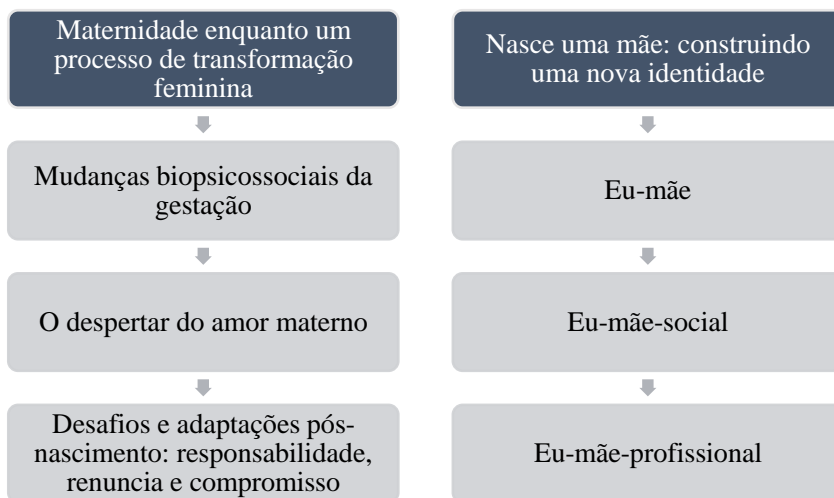 Maternidade enquanto um
processo de transformação
feminina
Mudanças biopsicossociais da
gestação
O despertar do amor materno
Desafios e adaptações pós-
nascimento: responsabilidade,
renuncia e compromisso
Nasce uma mãe: construindo
uma nova identidade
Eu-mãe
Eu-mãe-social
Eu-mãe-profissional